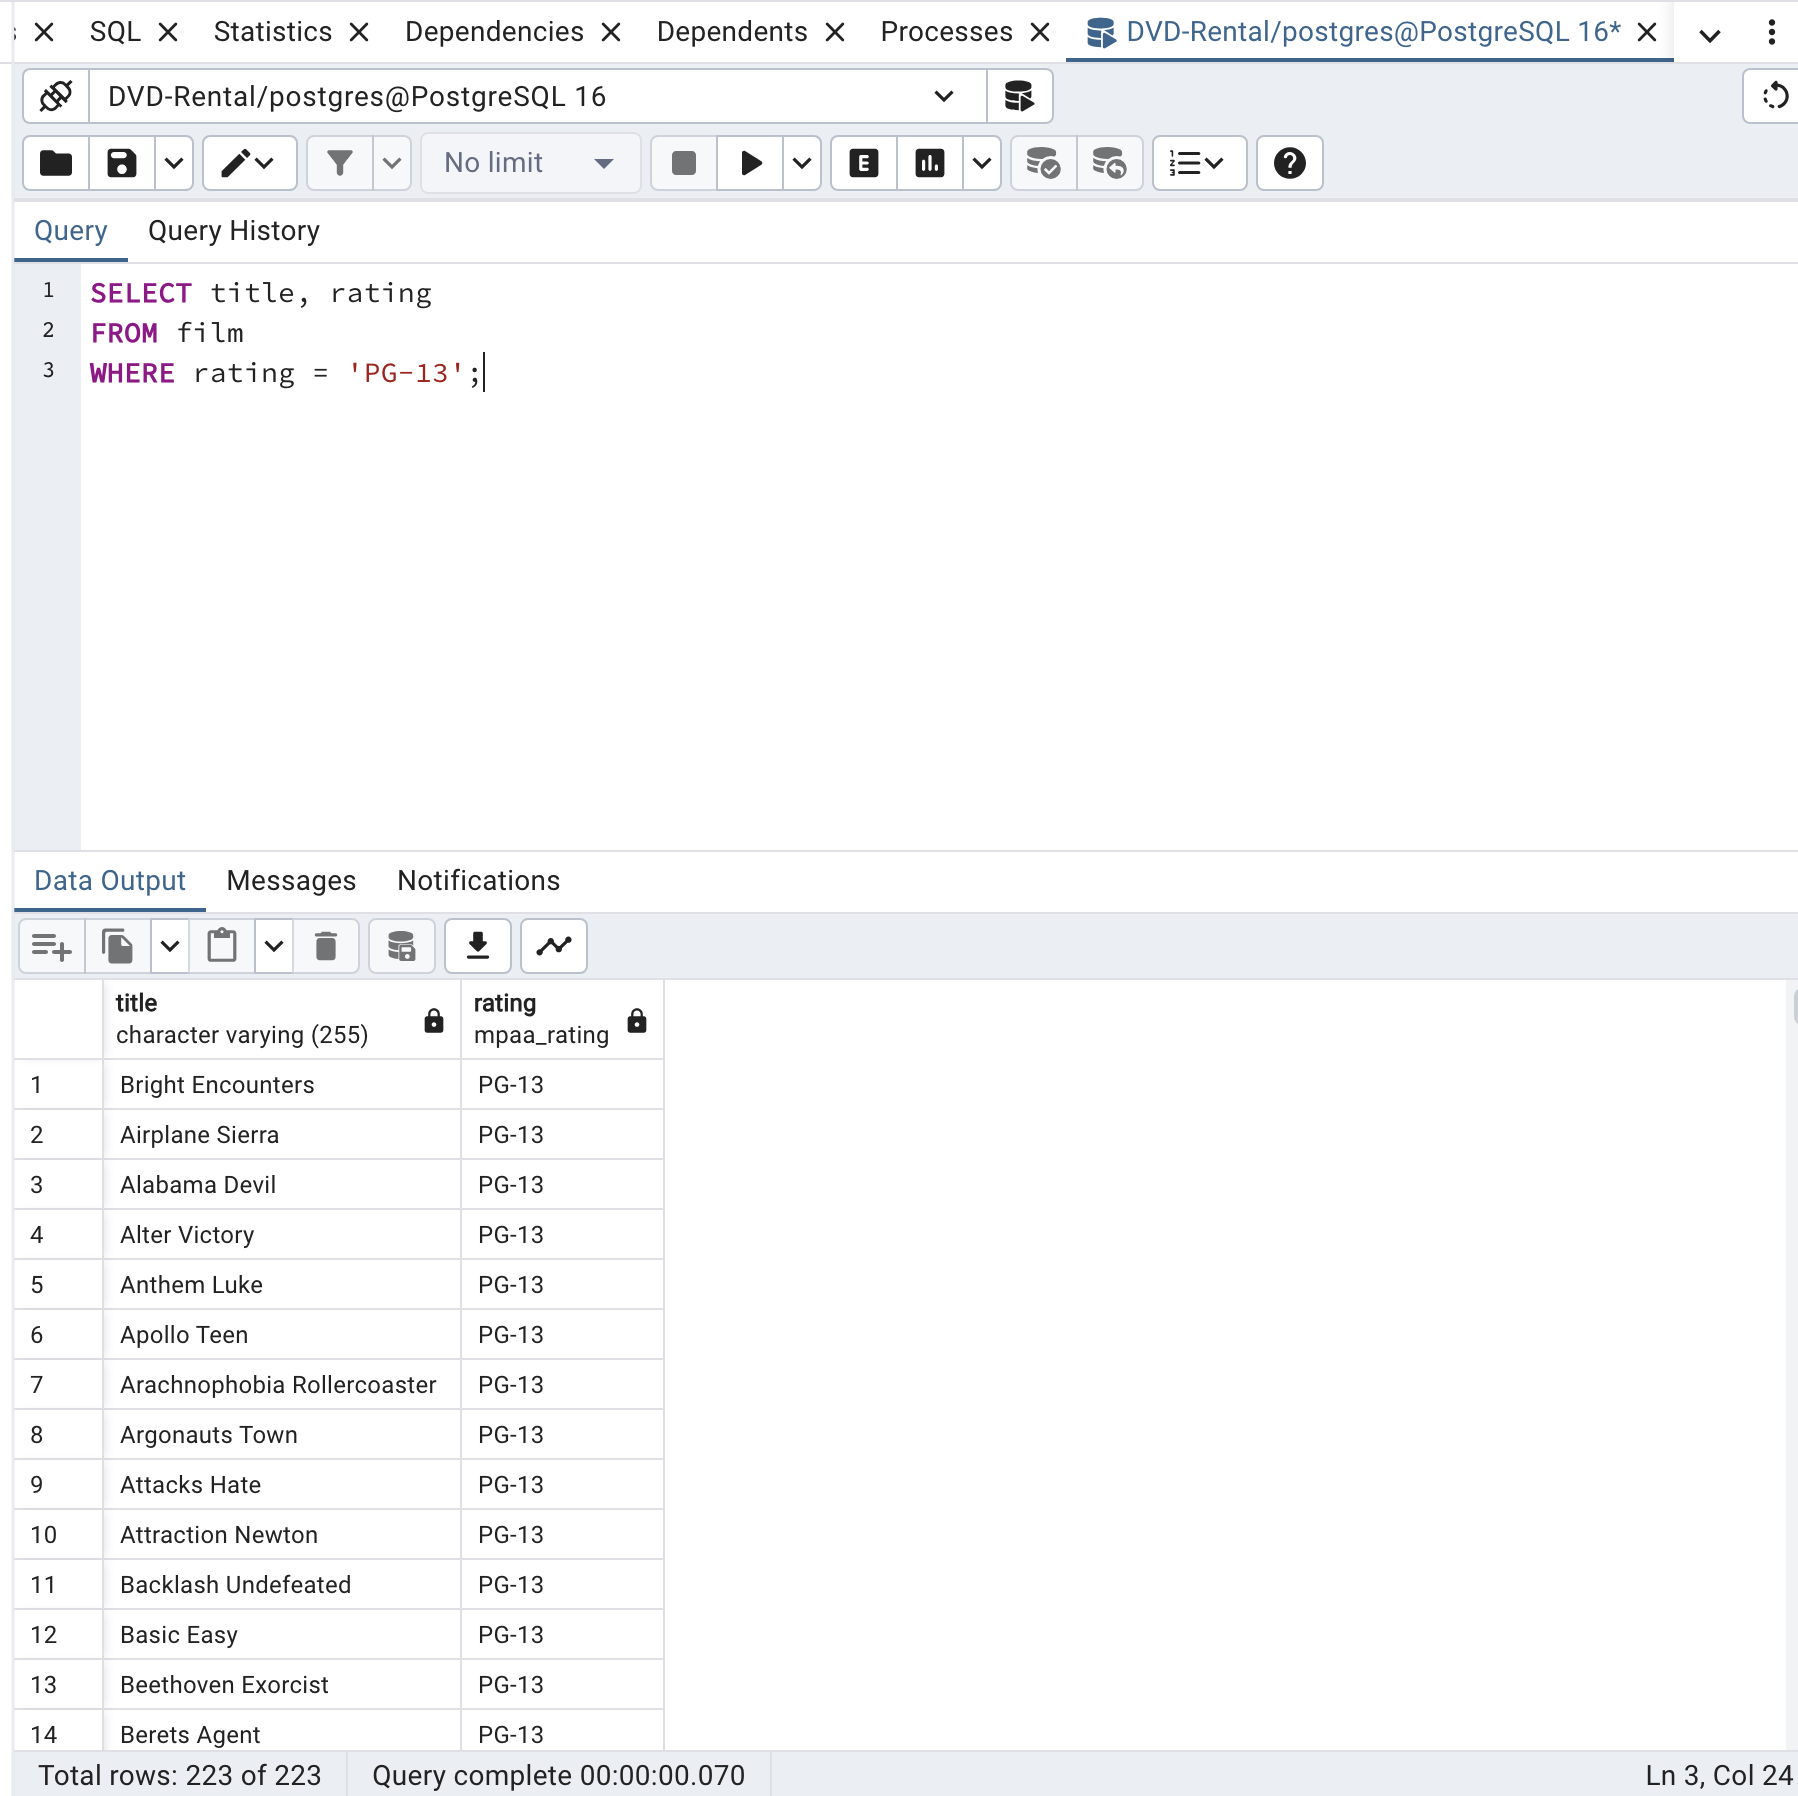 SQL Statistics Dependencies Dependents Processes DVD-Rental/postgres@PostgreSQL 16*
DVD-Rental/postgres@PostgreSQL 16
No limit E
Query Query History
1 SELECT title, rating
2 FROM film
3 WHERE rating = 'PG-13';
Data Output Messages Notifications
title rating
character varying (255) mpaa_rating
1 Bright Encounters PG-13
2 Airplane Sierra PG-13
3 Alabama Devil PG-13
4 Alter Victory PG-13
5 Anthem Luke PG-13
6 Apollo Teen PG-13
7 Arachnophobia Rollercoaster PG-13
8 Argonauts Town PG-13
9 Attacks Hate PG-13
10 Attraction Newton PG-13
11 Backlash Undefeated PG-13
12 Basic Easy PG-13
13 Beethoven Exorcist PG-13
14 Berets Agent PG-13
Total rows: 223 of 223 Query complete 00:00:00.070 Ln 3, Col 24